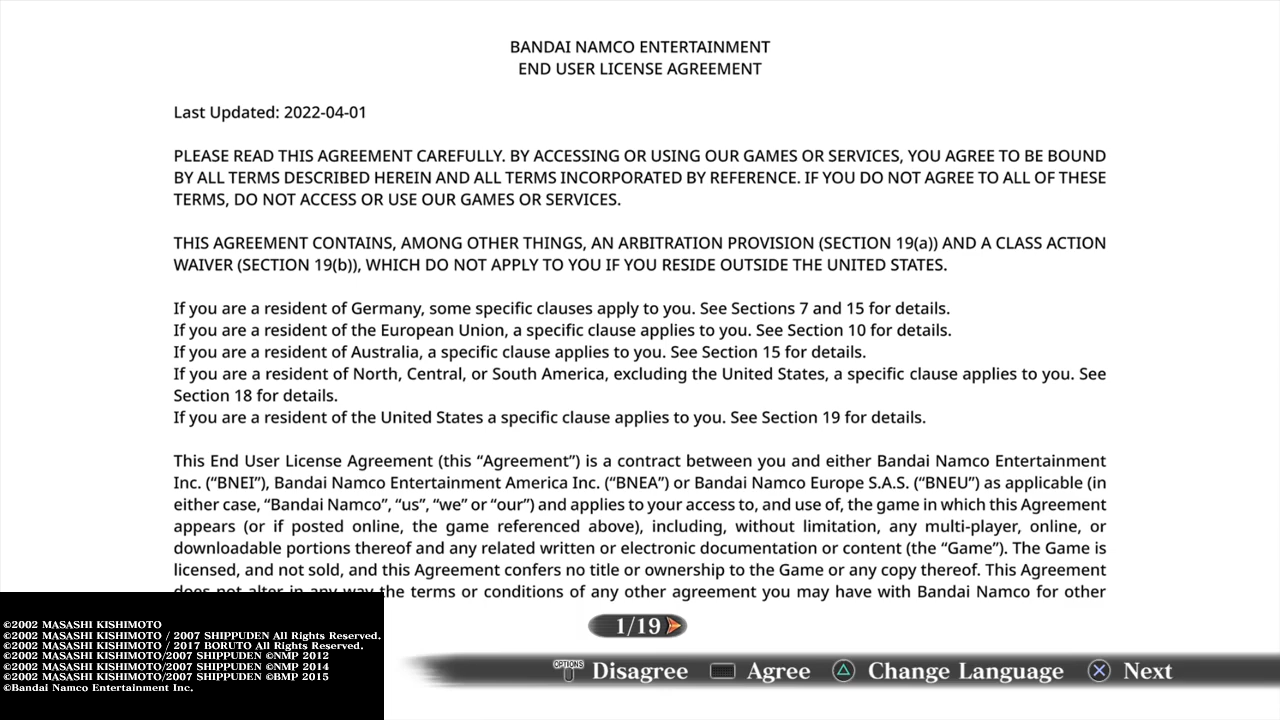 BANDAI NAMCO ENTERTAINMENT
END USER LICENSE AGREEMENT
Last Updated: 2022-04-01
PLEASE READ THIS AGREEMENT CAREFULLY. BY ACCESSING OR USING OUR GAMES OR SERVICES, YOU AGREE TO BE BOUND
BY ALL TERMS DESCRIBED HEREIN AND ALL TERMS INCORPORATED BY REFERENCE. IF YOU DO NOT AGREE TO ALL OF THESE
TERMS, DO NOT ACCESS OR USE OUR GAMES OR SERVICES.
THIS AGREEMENT CONTAINS, AMONG OTHER THINGS, AN ARBITRATION PROVISION (SECTION 19(a)) AND A CLASS ACTION
WAIVER (SECTION 19(b)), WHICH DO NOT APPLY TO YOU IF YOU RESIDE OUTSIDE THE UNITED STATES.
If you are a resident of Germany, some specific clauses apply to you. See Sections 7 and 15 for details.
If you are a resident of the European Union, a specific clause applies to you. See Section 10 for details.
If you are a resident of Australia, a specific clause applies to you. See Section 15 for details.
If you are a resident of North, Central, or South America, excluding the United States, a specific clause applies to you. See
Section 18 for details.
If you are a resident of the United States a specific clause applies to you. See Section 19 for details.
This End User License Agreement (this “Agreement”) is a contract between you and either Bandai Namco Entertainment
Inc. (“BNEI”), Bandai Namco Entertainment America Inc. (“BNEA”) or Bandai Namco Europe S.A.S. (“BNEU”) as applicable (in
either case, “Bandai Namco”, “us”, “we” or “our”) and applies to your access to, and use of, the game in which this Agreement
appears (or if posted online, the game referenced above), including, without limitation, any multi-player, online, or
downloadable portions thereof and any related written or electronic documentation or content (the “Game”). The Game is
licensed, and not sold, and this Agreement confers no title or ownership to the Game or any copy thereof. This Agreement
does not alter in any way the terms or conditions of any other agreement you may have with Bandai Namco for other
1/19
©2002 MASASHI KISHIMOTO
©2002 MASASHI KISHIMOTO / 2007 SHIPPUDEN All Rights Reserved.
©2002 MASASHI KISHIMOTO / 2017 BORUTO All Rights Reserved.
©2002 MASASHI KISHIMOTO/2007 SHIPPUDEN ©NMP 2012
©2002 MASASHI KISHIMOTO/2007 SHIPPUDEN ©NMP 2014
©2002 MASASHI KISHIMOTO/2007 SHIPPUDEN ©BMP 2015
©Bandai Namco Entertainment Inc.
OPTIONS Disagree Agree Change Language Next